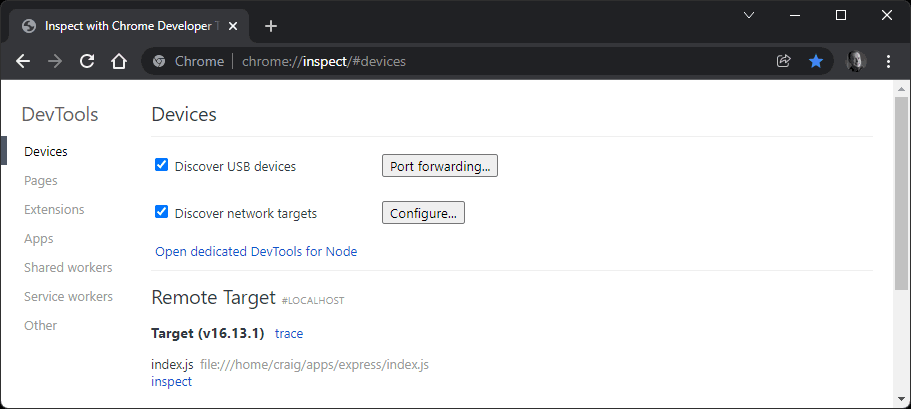 Inspect with Chrome Developer T
Chrome | chrome://inspect/#devices
DevTools
Devices
Pages
Extensions
Apps
Shared workers
Service workers
Other
Devices
Discover USB devices Port forwarding...
Discover network targets Configure...
Open dedicated DevTools for Node
Remote Target #LOCALHOST
Target (v16.13.1) trace
index.js file:///home/craig/apps/express/index.js
inspect